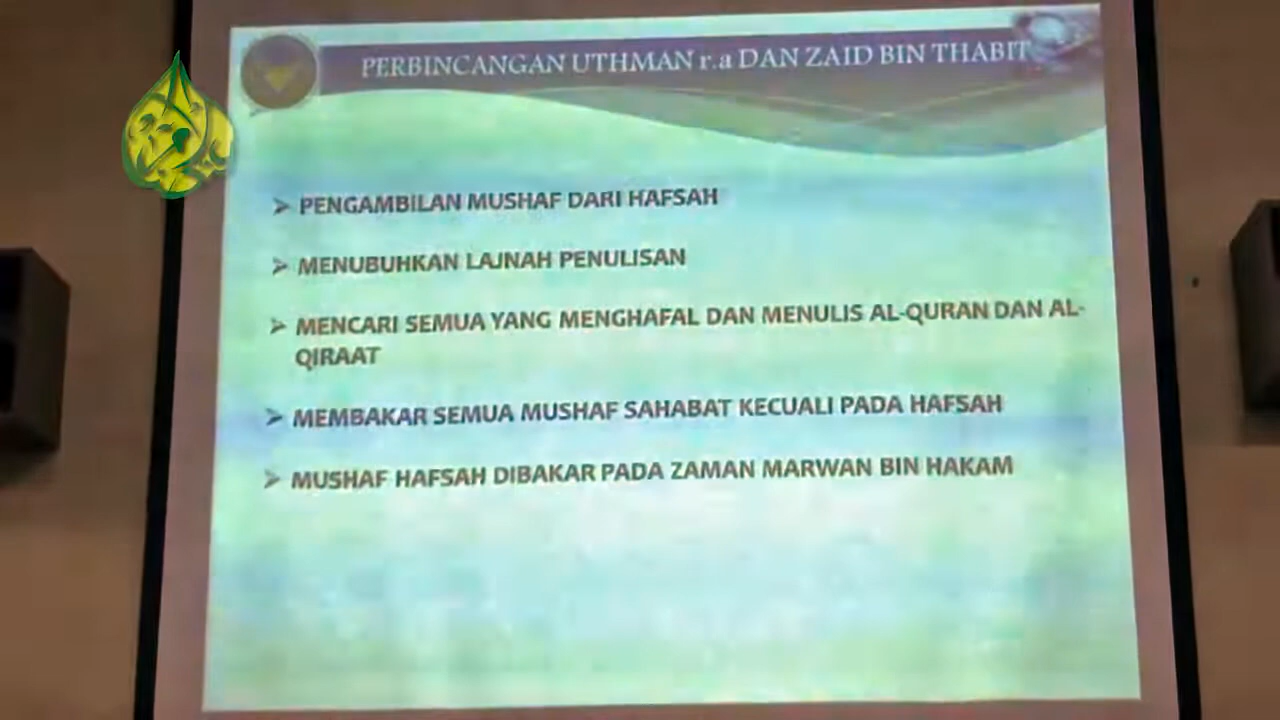 PERBINCANGAN UTHMAN r.a DAN ZAID BIN THABIT
➢ PENGAMBILAN MUSHAF DARI HAFSAH
➢ MENUBUHKAN LAJNAH PENULISAN
➢ MENCARI SEMUA YANG MENGHAFAL DAN MENULIS AL-QURAN DAN AL-
QIRAAT
➢ MEMBAKAR SEMUA MUSHAF SAHABAT KECUALI PADA HAFSAH
➢ MUSHAF HAFSAH DIBAKAR PADA ZAMAN MARWAN BIN HAKAM